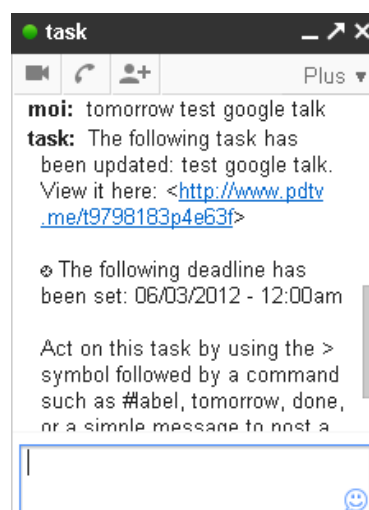 task
Plus
moi: tomorrow test google talk
task: The following task has
been updated: test google talk.
View it here: <http://www.pdtv
.me/t9798183p4e63f>
The following deadline has
been set: 06/03/2012 - 12:00am
Act on this task by using the >
symbol followed by a command
such as #label, tomorrow, done,
or a simple message to post a